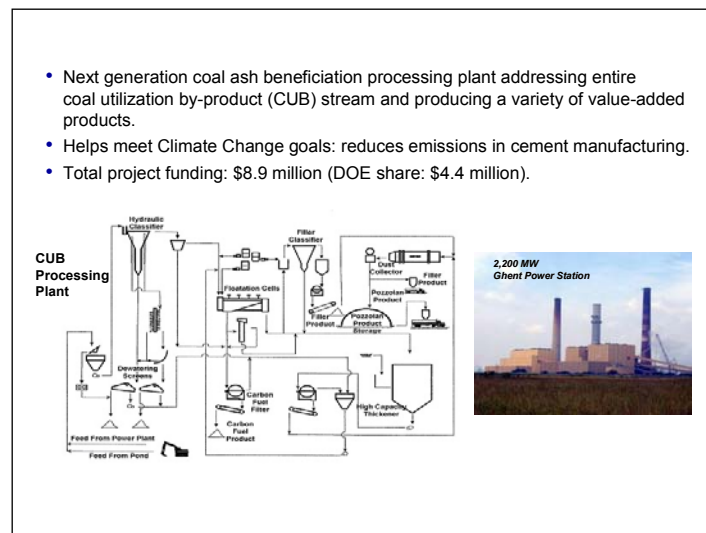 • Next generation coal ash beneficiation processing plant addressing entire
coal utilization by-product (CUB) stream and producing a variety of value-added
products.
• Helps meet Climate Change goals: reduces emissions in cement manufacturing.
• Total project funding: $8.9 million (DOE share: $4.4 million).
CUB
Processing
Plant
Hydraulic
Classifier
Filler
Classifier
Dust
Collector
Filler
Product
Floatation Cells
Pozzolan
Product
Filler
Product
Pozzolan
Product
Storage
Dewatering
Screens
Carbon
Fuel
Filter
High Capacity
Thickener
Carbon
Fuel
Product
Feed From Power Plant
Feed From Pond
2,200 MW
Ghent Power Station